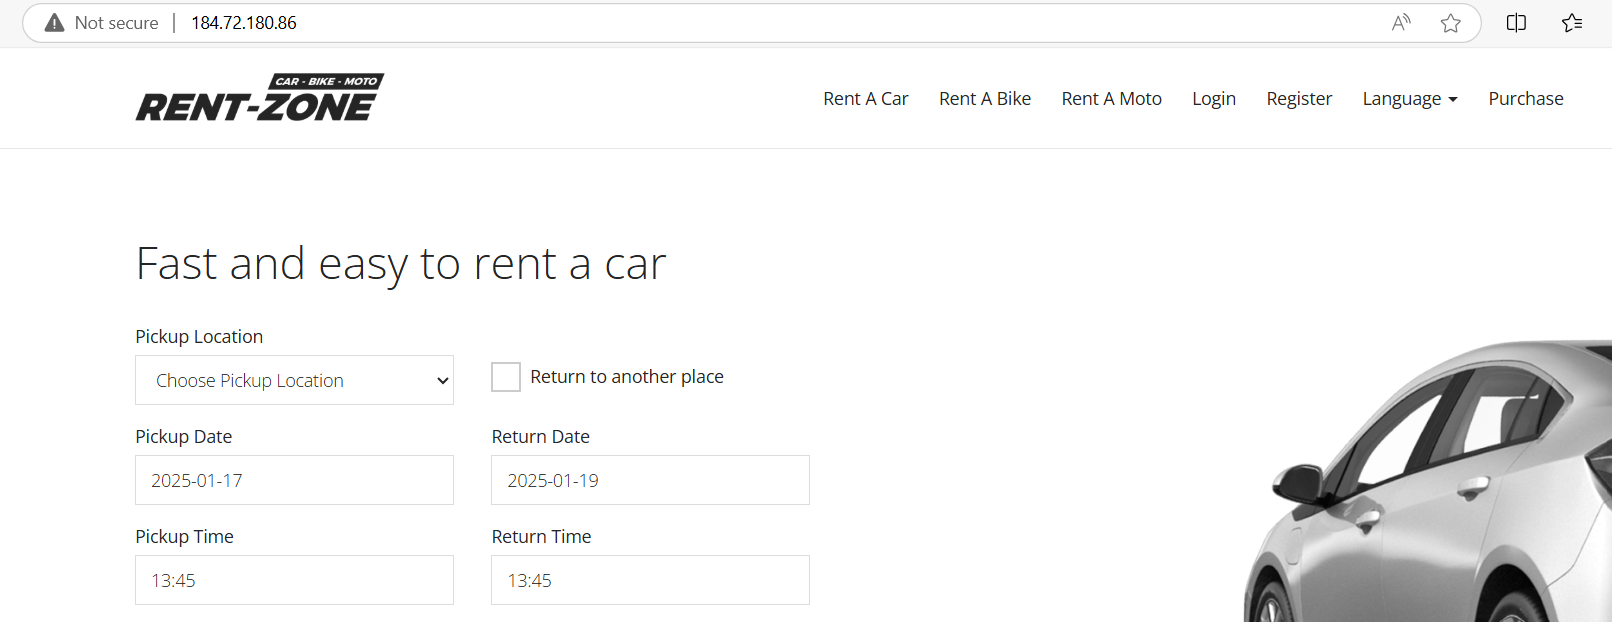 Not secure 184.72.180.86
CAR - BIKE - MOTO
RENT-ZONE
Rent A Car Rent A Bike Rent A Moto Login Register Language Purchase
Fast and easy to rent a car
Pickup Location
Choose Pickup Location
Return to another place
Pickup Date Return Date
2025-01-17 2025-01-19
Pickup Time Return Time
13:45 13:45